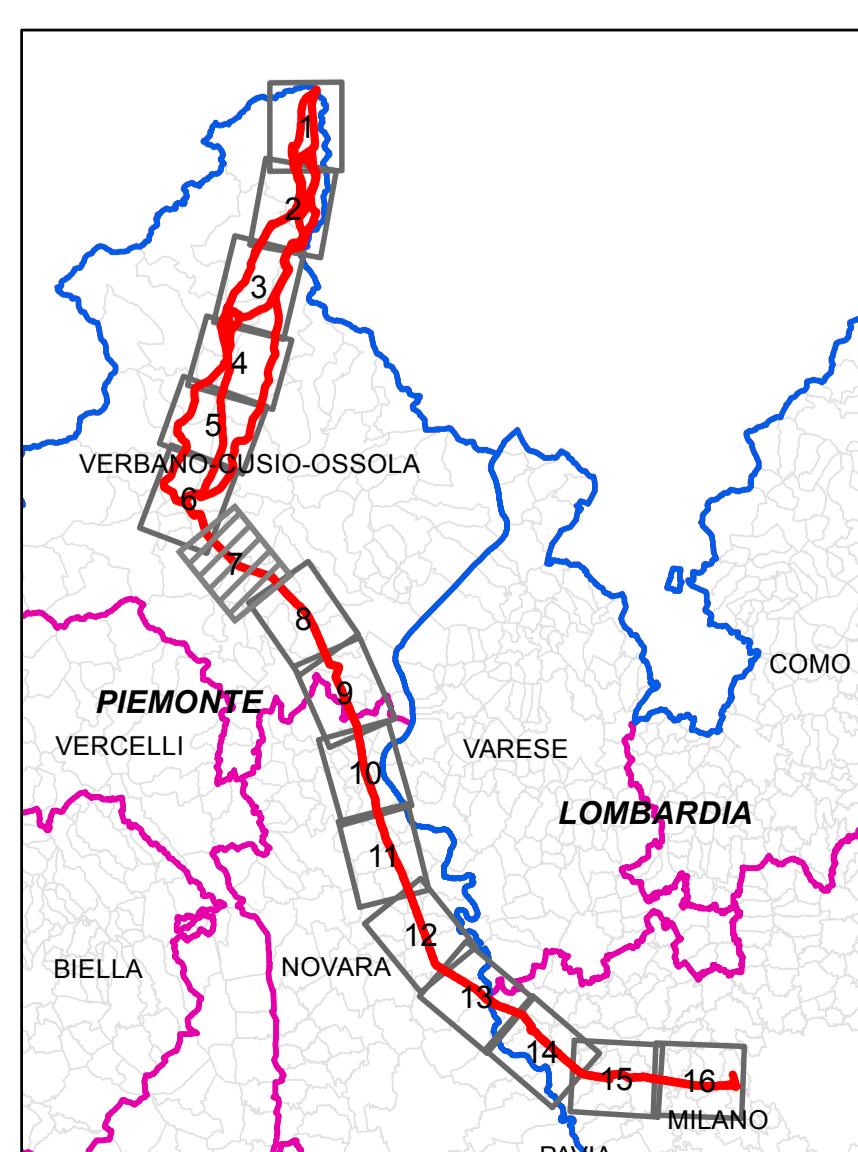 1
2
3
4
5
VERBANO-CUSIO-OSSOLA
6
7
8
COMO
9
PIEMONTE
VERCELLI
VARESE
10
LOMBARDIA
11
12
BIELLA
NOVARA
13
14
15
16
MILANO
PAVIA